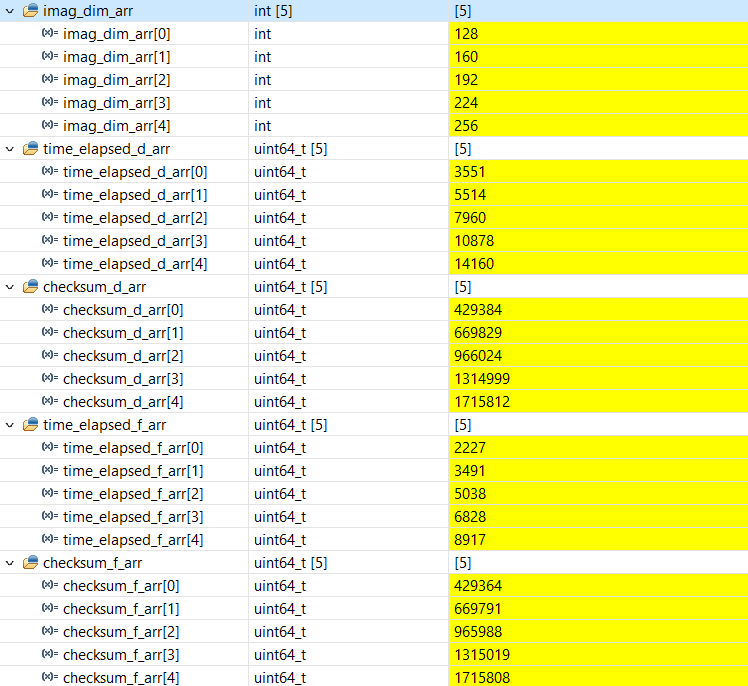 imag_dim_arr int [5] [5]
(x)= imag_dim_arr[0] int 128
(x)= imag_dim_arr[1] int 160
(x)= imag_dim_arr[2] int 192
(x)= imag_dim_arr[3] int 224
(x)= imag_dim_arr[4] int 256
time_elapsed_d_arr uint64_t [5] [5]
(x)= time_elapsed_d_arr[0] uint64_t 3551
(x)= time_elapsed_d_arr[1] uint64_t 5514
(x)= time_elapsed_d_arr[2] uint64_t 7960
(x)= time_elapsed_d_arr[3] uint64_t 10878
(x)= time_elapsed_d_arr[4] uint64_t 14160
checksum_d_arr uint64_t [5] [5]
(x)= checksum_d_arr[0] uint64_t 429384
(x)= checksum_d_arr[1] uint64_t 669829
(x)= checksum_d_arr[2] uint64_t 966024
(x)= checksum_d_arr[3] uint64_t 1314999
(x)= checksum_d_arr[4] uint64_t 1715812
time_elapsed_f_arr uint64_t [5] [5]
(x)= time_elapsed_f_arr[0] uint64_t 2227
(x)= time_elapsed_f_arr[1] uint64_t 3491
(x)= time_elapsed_f_arr[2] uint64_t 5038
(x)= time_elapsed_f_arr[3] uint64_t 6828
(x)= time_elapsed_f_arr[4] uint64_t 8917
checksum_f_arr uint64_t [5] [5]
(x)= checksum_f_arr[0] uint64_t 429364
(x)= checksum_f_arr[1] uint64_t 669791
(x)= checksum_f_arr[2] uint64_t 965988
(x)= checksum_f_arr[3] uint64_t 1315019
(x)= checksum_f_arr[4] uint64_t 1715808